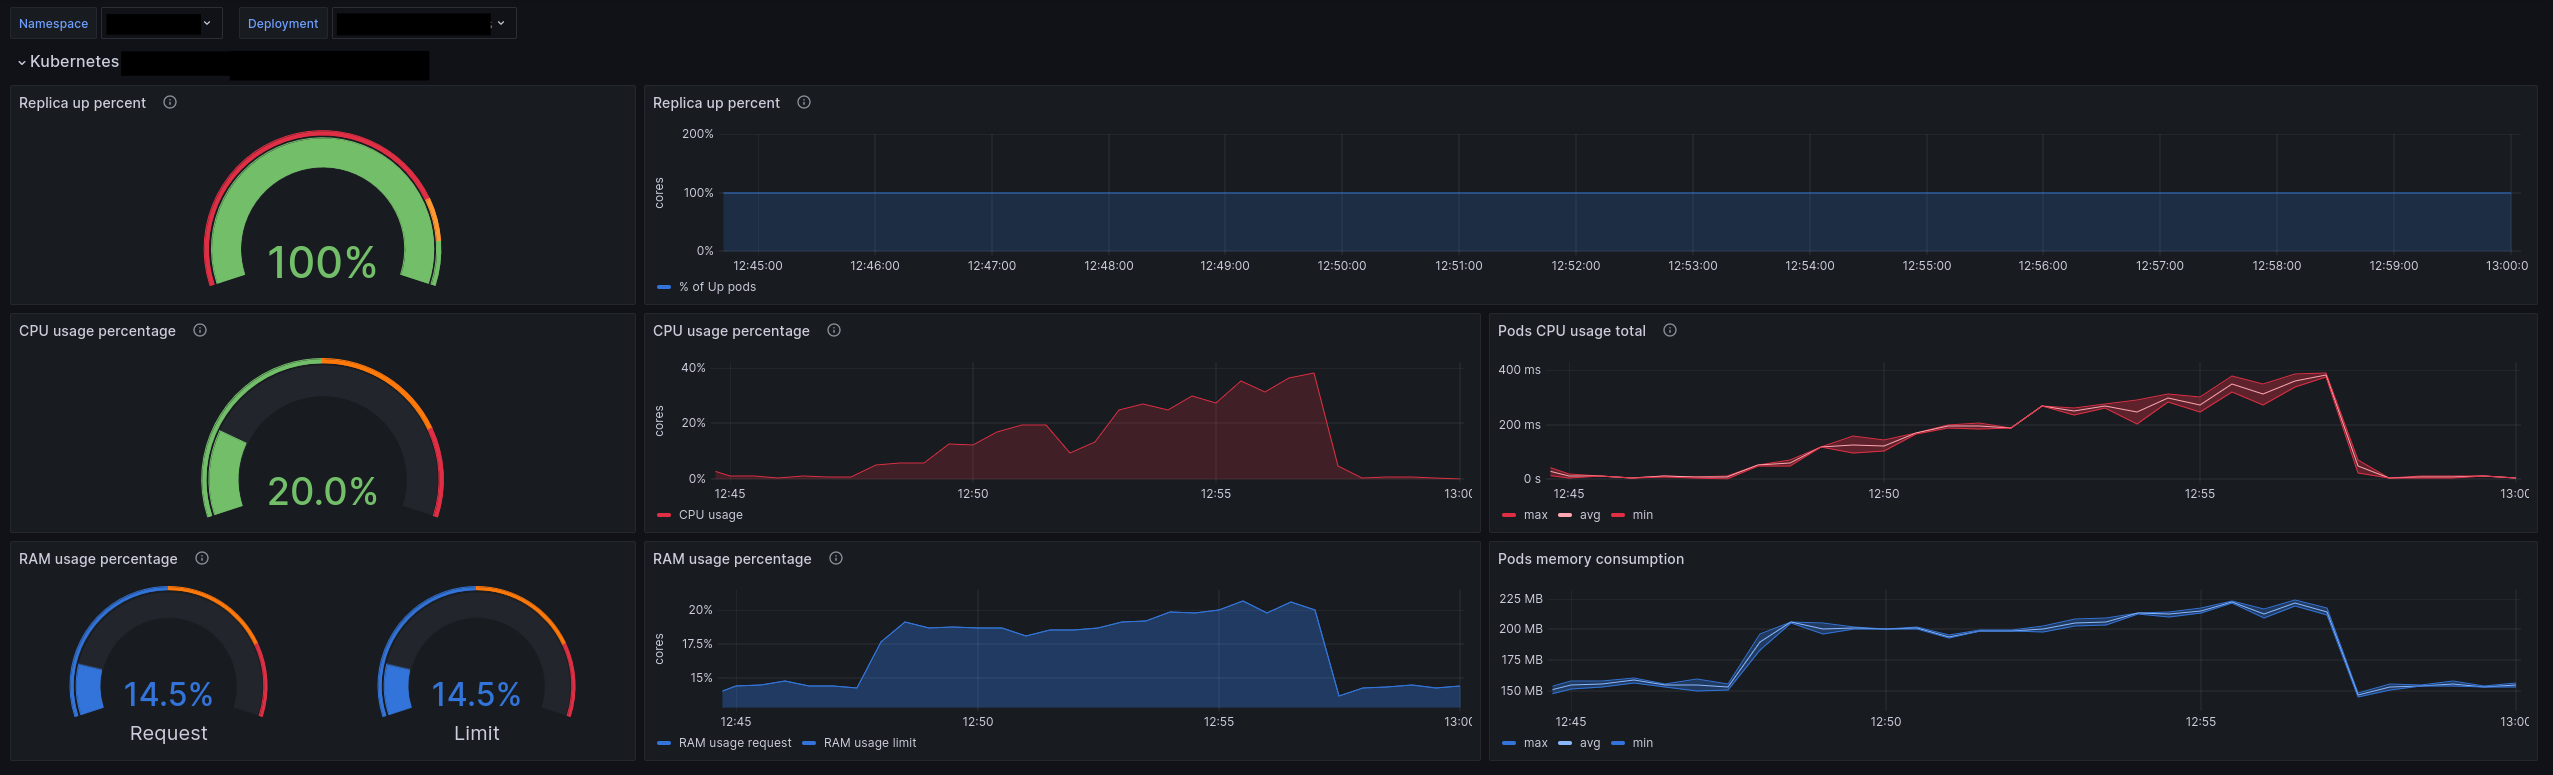 Namespace Deployment
Kubernetes
Replica up percent
100%
Replica up percent
cores
200%
100%
0%
12:45:00 12:46:00 12:47:00 12:48:00 12:49:00 12:50:00 12:51:00 12:52:00 12:53:00 12:54:00 12:55:00 12:56:00 12:57:00 12:58:00 12:59:00 13:00:0
% of Up pods
CPU usage percentage
20.0%
CPU usage percentage
cores
40%
20%
0%
12:45 12:50 12:55 13:00
CPU usage
Pods CPU usage total
400 ms
200 ms
0 s
12:45 12:50 12:55 13:00
max avg min
RAM usage percentage
14.5% 14.5%
Request Limit
RAM usage percentage
cores
20%
17.5%
15%
12:45 12:50 12:55 13:00
RAM usage request RAM usage limit
Pods memory consumption
225 MB
200 MB
175 MB
150 MB
12:45 12:50 12:55 13:00
max avg min